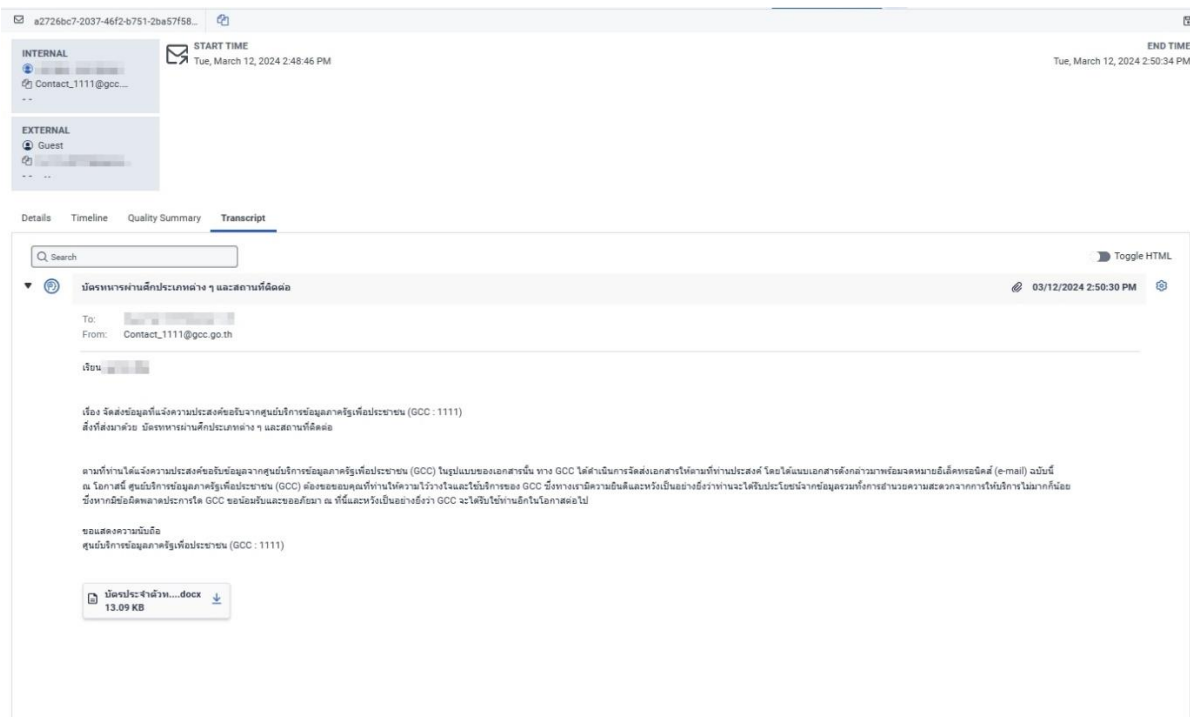 a2726bc7-2037-46f2-b751-2ba57f58...
INTERNAL
Contact_1111@gcc...
- -
EXTERNAL
Guest
- - --
START TIME
Tue, March 12, 2024 2:48:46 PM
END TIME
Tue, March 12, 2024 2:50:34 PM
Details Timeline Quality Summary Transcript
Search
Toggle HTML
บัตรทหารผ่านศึกประเภทต่าง ๆ และสถานที่ติดต่อ 03/12/2024 2:50:30 PM
To:
From: Contact_1111@gcc.go.th
เรียน
เรื่อง จัดส่งข้อมูลที่แจ้งความประสงค์ขอรับจากศูนย์บริการข้อมูลภาครัฐเพื่อประชาชน (GCC : 1111)
สิ่งที่ส่งมาด้วย บัตรทหารผ่านศึกประเภทต่าง ๆ และสถานที่ติดต่อ
ตามที่ท่านได้แจ้งความประสงค์ขอรับข้อมูลจากศูนย์บริการข้อมูลภาครัฐเพื่อประชาชน (GCC) ในรูปแบบของเอกสารนั้น ทาง GCC ได้ดำเนินการจัดส่งเอกสารให้ตามที่ท่านประสงค์ โดยได้แนบเอกสารดังกล่าวมาพร้อมจดหมายอิเล็คทรอนิคส์ (e-mail) ฉบับนี้
ณ โอกาสนี้ ศูนย์บริการข้อมูลภาครัฐเพื่อประชาชน (GCC) ต้องขอขอบคุณที่ท่านให้ความไว้วางใจและใช้บริการของ GCC ซึ่งทางเรามีความยินดีและหวังเป็นอย่างยิ่งว่าท่านจะได้รับประโยชน์จากข้อมูลรวมทั้งการอำนวยความสะดวกจากการให้บริการไม่มากก็น้อย
ซึ่งหากมีข้อผิดพลาดประการใด GCC ขอน้อมรับและขออภัยมา ณ ที่นี้และหวังเป็นอย่างยิ่งว่า GCC จะได้รับใช้ท่านอีกในโอกาสต่อไป
ขอแสดงความนับถือ
ศูนย์บริการข้อมูลภาครัฐเพื่อประชาชน (GCC : 1111)
บัตรประจำตัวท....docx
13.09 KB